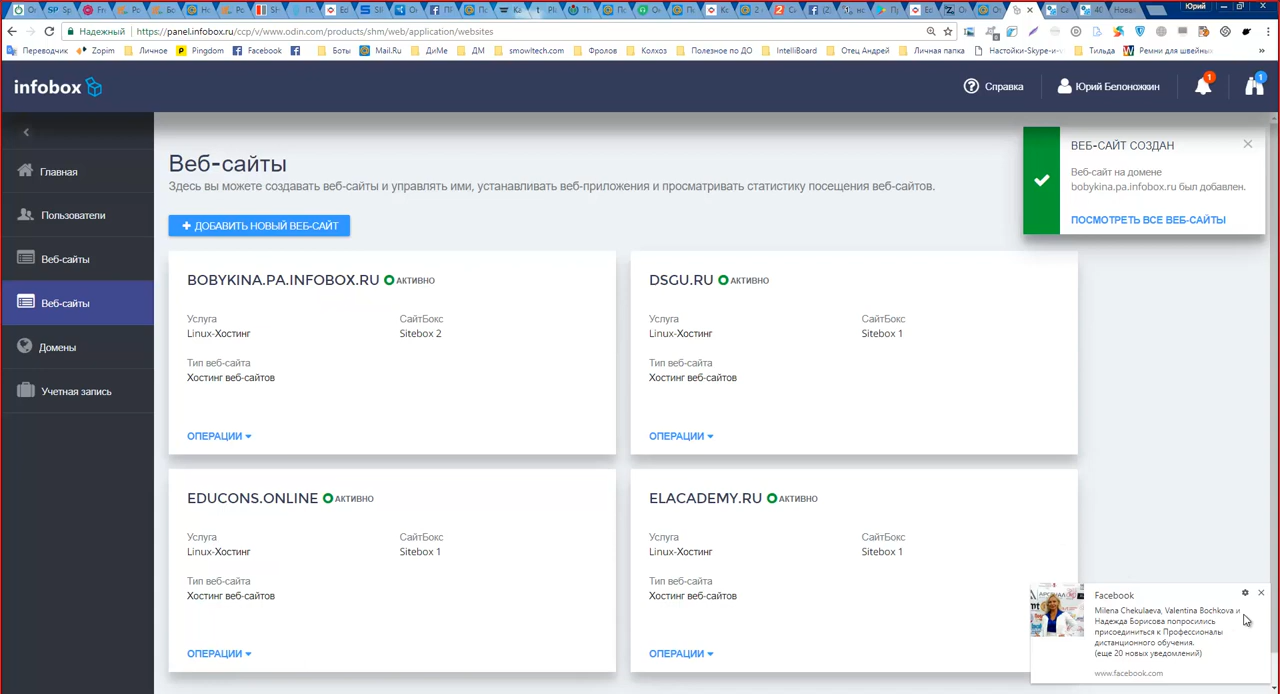 Юрий
Надежный
https://panel.infobox.ru/ccp/v/www.odin.com/products/shm/web/application/websites
Переводчик
Zoprim
Личное
Pingdom
Facebook
Боты
Mail.Ru
ДиМе
ДМ
smowltech.com
Фролов
Колхоз
Полезное по ДО
IntelliBoard
Отец Андрей
Личная папка
Настойки-Skype-и-
Тильда
Ремни для швейны
»
infobox
Справка
Юрий Белоножкин
1
1
Главная
Пользователи
Веб-сайты
Веб-сайты
Домены
Учетная запись
Веб-сайты
Здесь вы можете создавать веб-сайты и управлять ими, устанавливать веб-приложения и просматривать статистику посещения веб-сайтов.
+ ДОБАВИТЬ НОВЫЙ ВЕБ-САЙТ
ВЕБ-САЙТ СОЗДАН
Веб-сайт на домене
bobykina.pa.infobox.ru был добавлен.
ПОСМОТРЕТЬ ВСЕ ВЕБ-САЙТЫ
BOBYKINA.PA.INFOBOX.RU АКТИВНО
Услуга
СайтБокс
Linux-Хостинг
Sitebox 2
Тип веб-сайта
Хостинг веб-сайтов
ОПЕРАЦИИ
DSGU.RU АКТИВНО
Услуга
СайтБокс
Linux-Хостинг
Sitebox 1
Тип веб-сайта
Хостинг веб-сайтов
ОПЕРАЦИИ
EDUCONS.ONLINE АКТИВНО
Услуга
СайтБокс
Linux-Хостинг
Sitebox 1
Тип веб-сайта
Хостинг веб-сайтов
ОПЕРАЦИИ
ELACADEMY.RU АКТИВНО
Услуга
СайтБокс
Linux-Хостинг
Sitebox 1
Тип веб-сайта
Хостинг веб-сайтов
ОПЕРАЦИИ
Facebook
Milena Chekulaeva, Valentina Bochkova и
Надежда Борисова попросились
присоединиться к Профессионалы
дистанционного обучения.
(еще 20 новых уведомлений)
www.facebook.com